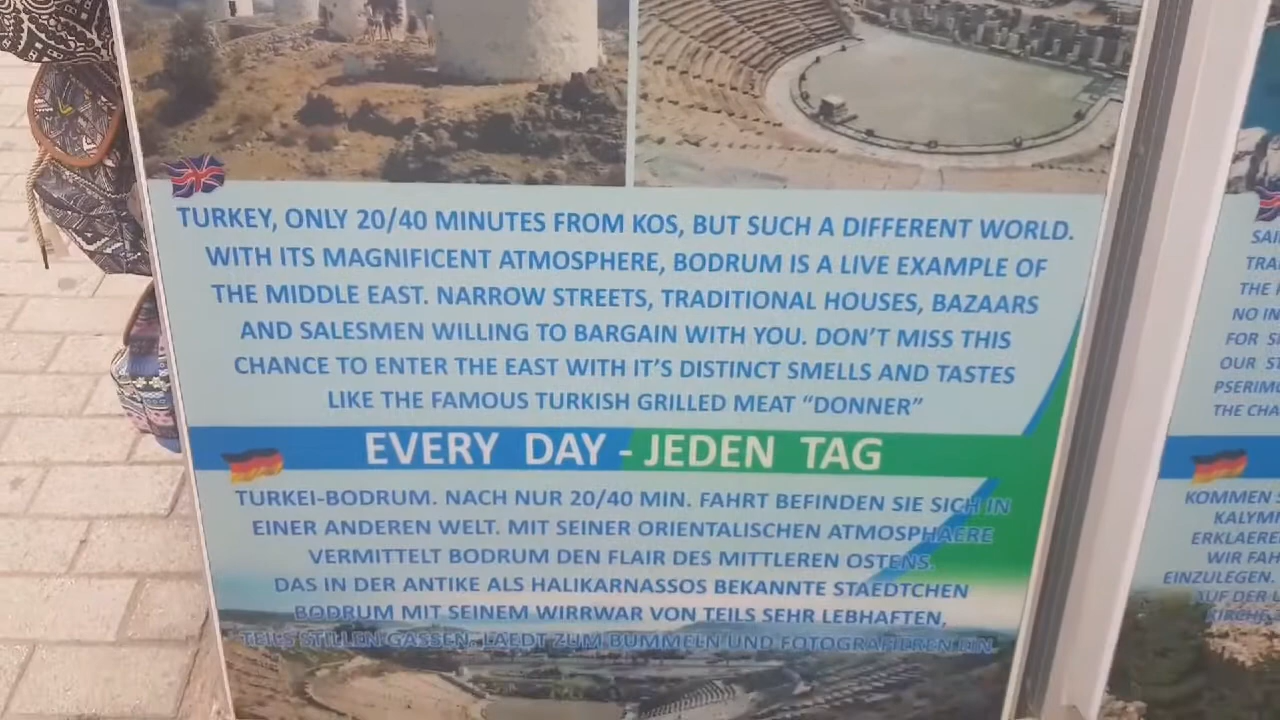 TURKEY, ONLY 20/40 MINUTES FROM KOS, BUT SUCH A DIFFERENT WORLD.
WITH ITS MAGNIFICENT ATMOSPHERE, BODRUM IS A LIVE EXAMPLE OF
THE MIDDLE EAST. NARROW STREETS, TRADITIONAL HOUSES, BAZAARS
AND SALESMEN WILLING TO BARGAIN WITH YOU. DON'T MISS THIS
CHANCE TO ENTER THE EAST WITH IT'S DISTINCT SMELLS AND TASTES
LIKE THE FAMOUS TURKISH GRILLED MEAT "DONNER"
EVERY DAY - JEDEN TAG
TURKEI-BODRUM. NACH NUR 20/40 MIN. FAHRT BEFINDEN SIE SICH IN
EINER ANDEREN WELT. MIT SEINER ORIENTALISCHEN ATMOSPHAERE
VERMITTELT BODRUM DEN FLAIR DES MITTLEREN OSTENS.
DAS IN DER ANTIKE ALS HALIKARNASSOS BEKANNTE STAEDTCHEN
BODRUM MIT SEINEM WIRRWAR VON TEILS SEHR LEBHAFTEN,
TEILS STILLEN GASSEN, LAEDT ZUM BUMMELN UND FOTOGRAFIEREN EIN.
THE
NO IN
FOR
OUR
THE CHA
KOMMEN
KALYM
ERKLAERE
WIR FAH
EINZULEGEN.
AUF DER
KIRCHE